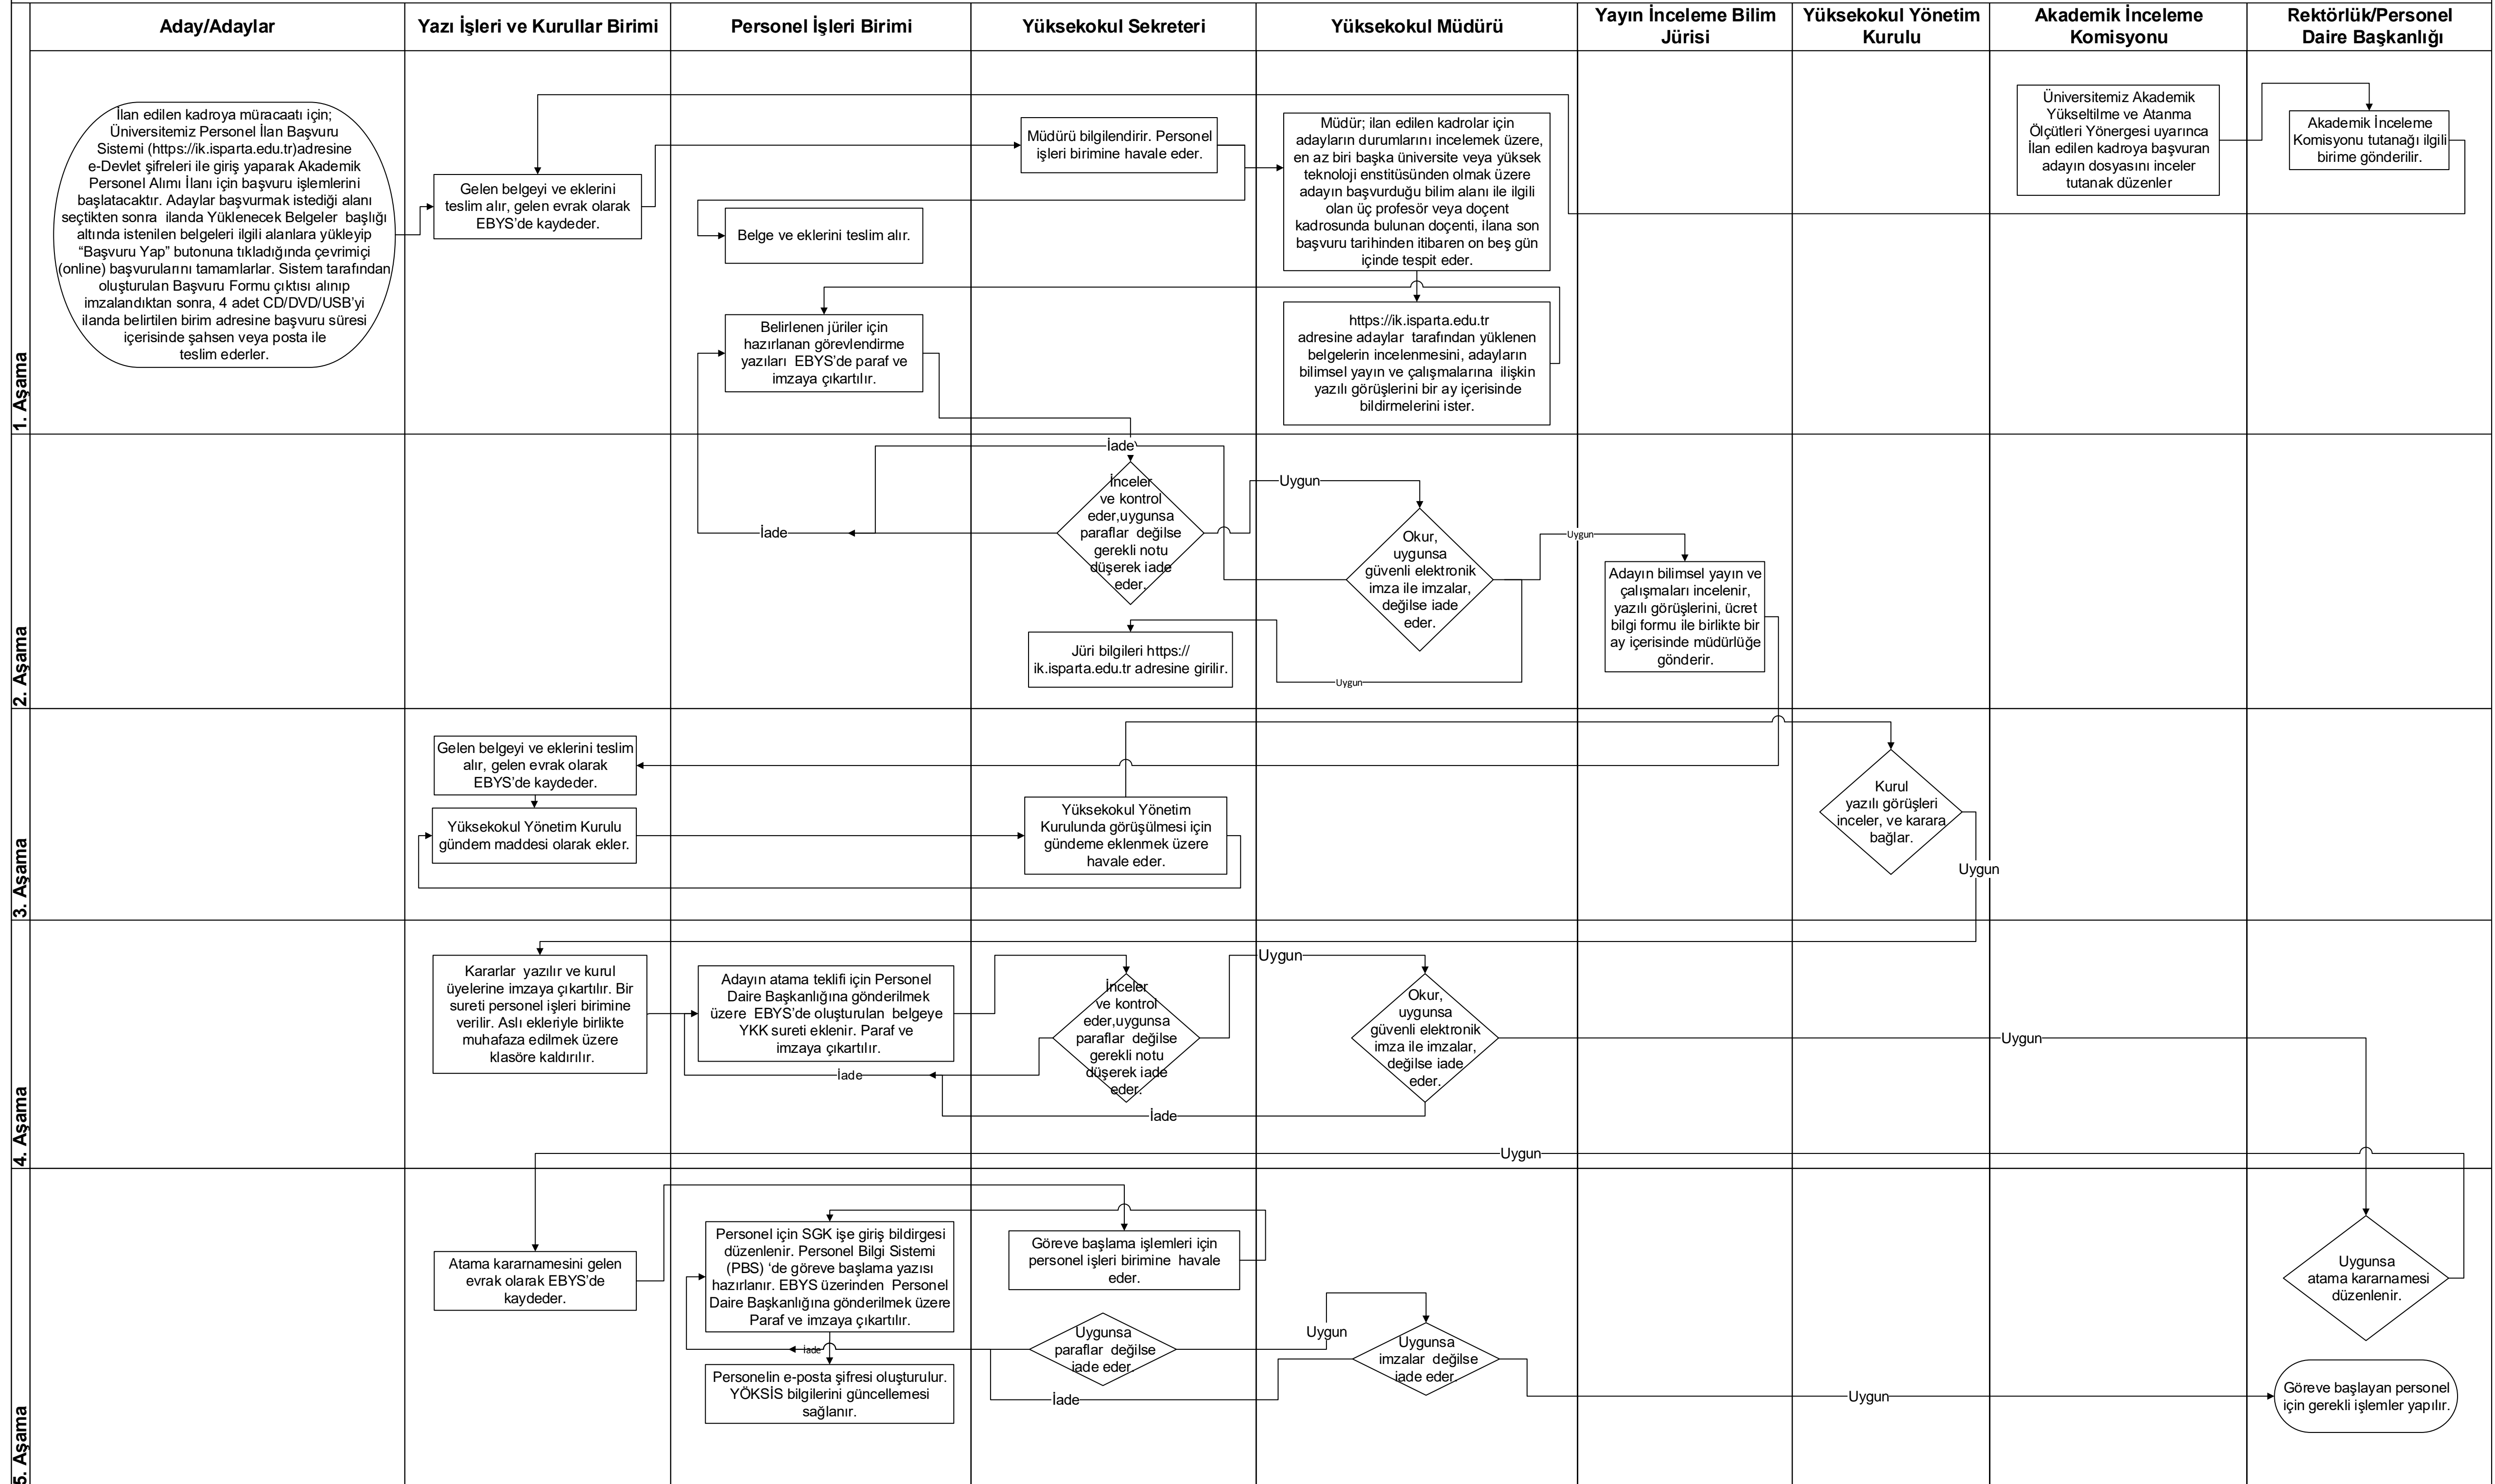 Aday/Adaylar
Yazı İşleri ve Kurullar Birimi
Personel İşleri Birimi
Yüksekokul Sekreteri
Yüksekokul Müdürü
Yayın İnceleme Bilim
Jürisi
Yüksekokul Yönetim
Kurulu
Akademik İnceleme
Komisyonu
Rektörlük/Personel
Daire Başkanlığı
1. Aşama
İlan edilen kadroya müracaatı için;
Üniversitemiz Personel İlan Başvuru
Sistemi (https://ik.isparta.edu.tr)adresine
e-Devlet şifreleri ile giriş yaparak Akademik
Personel Alımı İlanı için başvuru işlemlerini
başlatacaktır. Adaylar başvurmak istediği alanı
seçtikten sonra  ilanda Yüklenecek Belgeler  başlığı
altında istenilen belgeleri ilgili alanlara yükleyip
“Başvuru Yap” butonuna tıkladığında çevrimiçi
(online) başvurularını tamamlarlar. Sistem tarafından
oluşturulan Başvuru Formu çıktısı alınıp
imzalandıktan sonra, 4 adet CD/DVD/USB’yi
ilanda belirtilen birim adresine başvuru süresi
içerisinde şahsen veya posta ile
teslim ederler.
Gelen belgeyi ve eklerini
teslim alır, gelen evrak olarak
EBYS’de kaydeder.
Müdürü bilgilendirir. Personel
işleri birimine havale eder.
Belge ve eklerini teslim alır.
Müdür; ilan edilen kadrolar için
adayların durumlarını incelemek üzere,
en az biri başka üniversite veya yüksek
teknoloji enstitüsünden olmak üzere
adayın başvurduğu bilim alanı ile ilgili
olan üç profesör veya doçent
kadrosunda bulunan doçenti, ilana son
başvuru tarihinden itibaren on beş gün
içinde tespit eder.
Üniversitemiz Akademik
Yükseltilme ve Atanma
Ölçütleri Yönergesi uyarınca
İlan edilen kadroya başvuran
adayın dosyasını inceler
tutanak düzenler
Akademik İnceleme
Komisyonu tutanağı ilgili
birime gönderilir.
Belirlenen jüriler için
hazırlanan görevlendirme
yazıları  EBYS’de paraf ve
imzaya çıkartılır.
https://ik.isparta.edu.tr
adresine adaylar  tarafından yüklenen
belgelerin incelenmesini, adayların
bilimsel yayın ve çalışmalarına  ilişkin
yazılı görüşlerini bir ay içerisinde
bildirmelerini ister.
2. Aşama
İade
İade
İnceler
ve kontrol
eder,uygunsa
paraflar  değilse
gerekli notu
düşerek iade
eder.
Uygun
Okur,
uygunsa
güvenli elektronik
imza ile imzalar,
değilse iade
eder.
Uygun
Adayın bilimsel yayın ve
çalışmaları incelenir,
yazılı görüşlerini, ücret
bilgi formu ile birlikte bir
ay içerisinde müdürlüğe
gönderir.
Jüri bilgileri https://
ik.isparta.edu.tr adresine girilir.
Uygun
3. Aşama
Gelen belgeyi ve eklerini teslim
alır, gelen evrak olarak
EBYS’de kaydeder.
Yüksekokul Yönetim Kurulu
gündem maddesi olarak ekler.
Yüksekokul Yönetim
Kurulunda görüşülmesi için
gündeme eklenmek üzere
havale eder.
Kurul
yazılı görüşleri
inceler, ve karara
bağlar.
Uygun
4. Aşama
Kararlar  yazılır ve kurul
üyelerine imzaya çıkartılır. Bir
sureti personel işleri birimine
verilir. Aslı ekleriyle birlikte
muhafaza edilmek üzere
klasöre kaldırılır.
Adayın atama teklifi için Personel
Daire Başkanlığına gönderilmek
üzere  EBYS’de oluşturulan  belgeye
YKK sureti eklenir. Paraf ve
imzaya çıkartılır.
İade
İnceler
ve kontrol
eder,uygunsa
paraflar  değilse
gerekli notu
düşerek iade
eder.
Uygun
Okur,
uygunsa
güvenli elektronik
imza ile imzalar,
değilse iade
eder.
Uygun
İade
Uygun
5. Aşama
Atama kararnamesini gelen
evrak olarak EBYS’de
kaydeder.
Personel için SGK işe giriş bildirgesi
düzenlenir. Personel Bilgi Sistemi
(PBS) ‘de göreve başlama yazısı
hazırlanır. EBYS üzerinden  Personel
Daire Başkanlığına gönderilmek üzere
Paraf ve imzaya çıkartılır.
Göreve başlama işlemleri için
personel işleri birimine  havale
eder.
Uygunsa
atama kararnamesi
düzenlenir.
İade
Uygunsa
paraflar  değilse
iade eder.
Uygun
Uygunsa
imzalar  değilse
iade eder.
Personelin e-posta şifresi oluşturulur.
YÖKSİS bilgilerini güncellemesi
sağlanır.
İade
Uygun
Göreve başlayan personel
için gerekli işlemler yapılır.